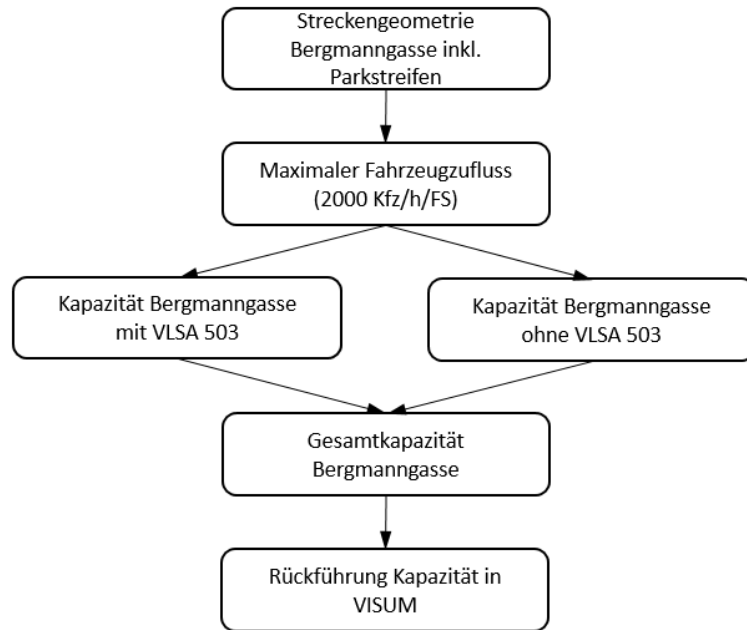 Streckengeometrie
Bergmanngasse inkl.
Parkstreifen
Maximaler Fahrzeugzufluss
(2000 Kfz/h/FS)
Kapazität Bergmanngasse
mit VLSA 503
Kapazität Bergmanngasse
ohne VLSA 503
Gesamtkapazität
Bergmanngasse
Rückführung Kapazität in
VISUM